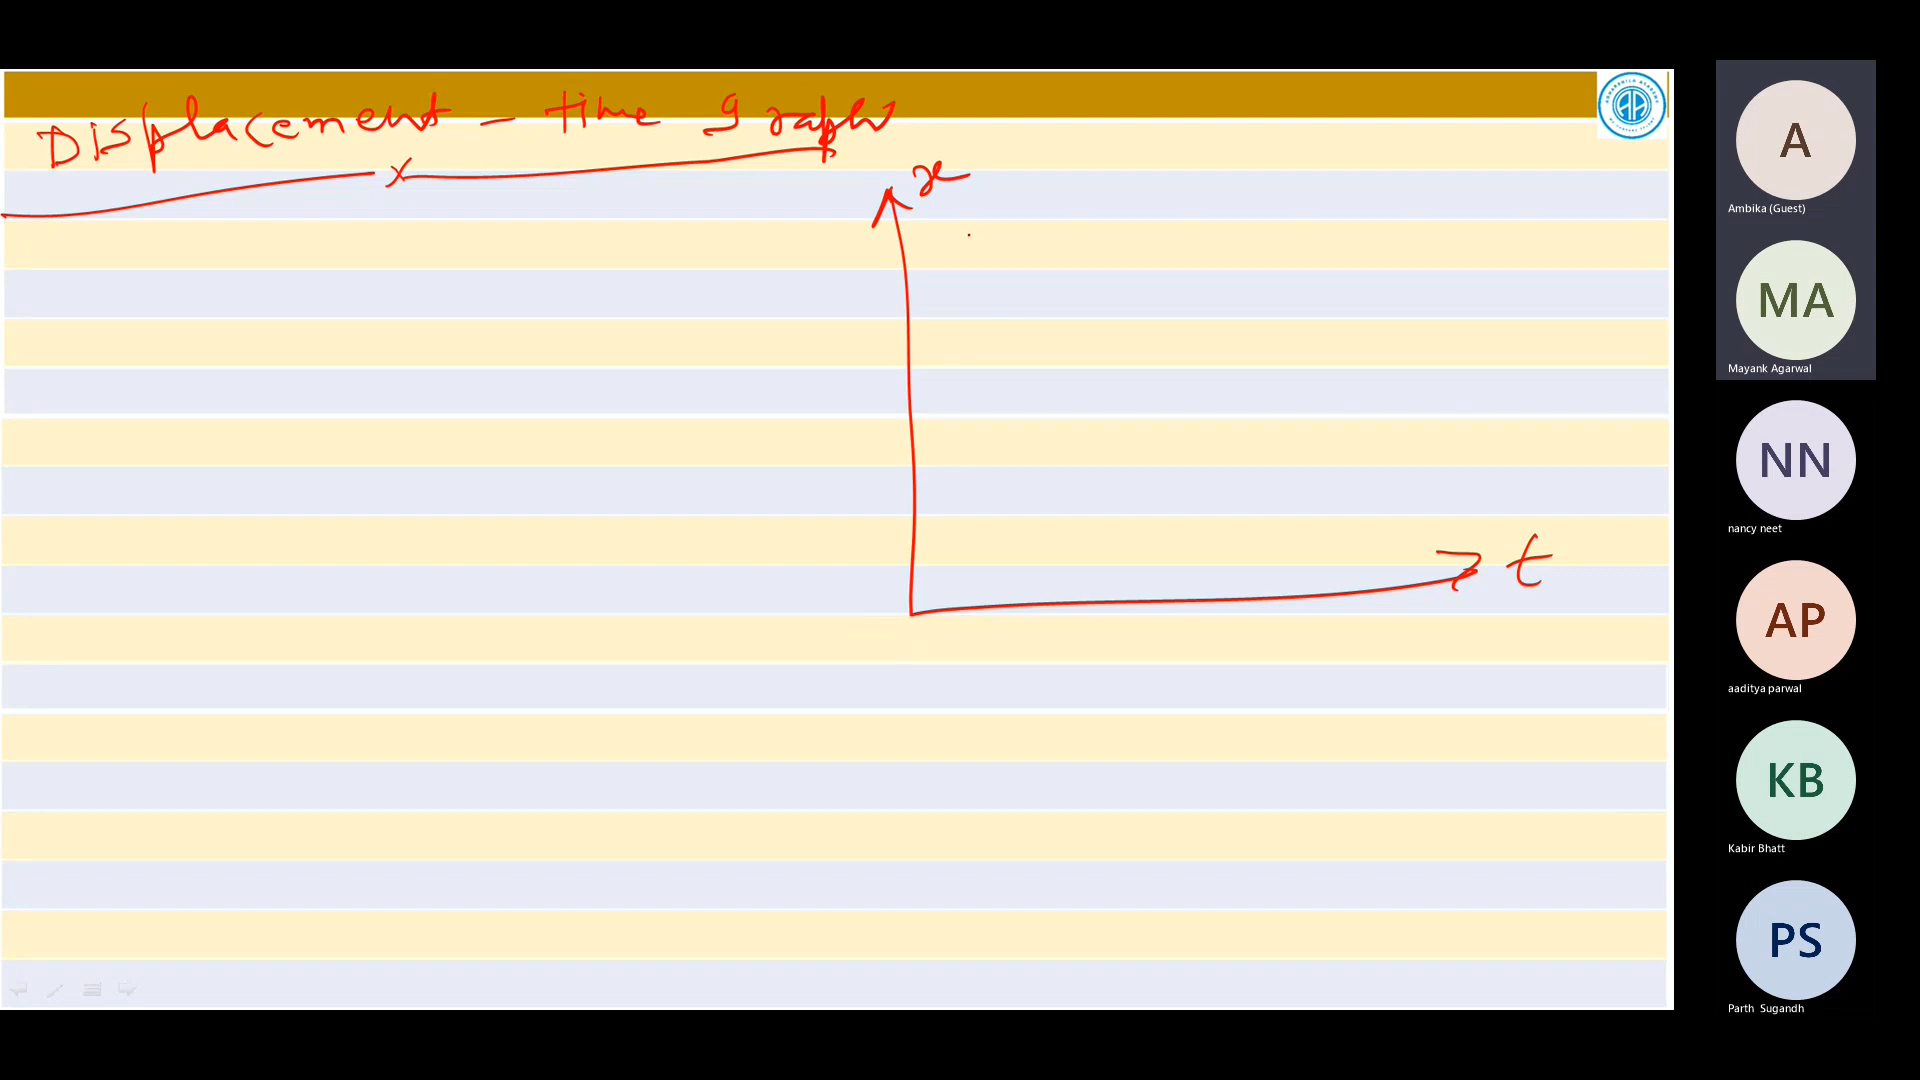 Displacement - time graph
x
t
A
Ambika (Guest)
MA
Mayank Agarwal
NN
nancy neet
AP
aaditya parwal
KB
Kabir Bhatt
PS
Parth Sugandh